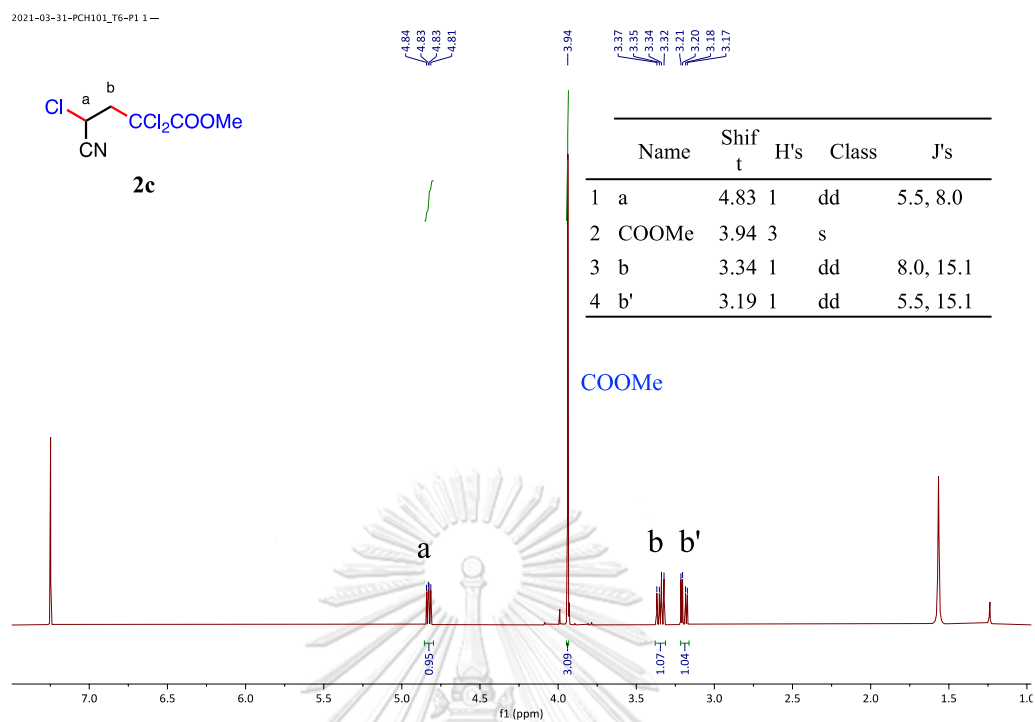 2021-03-31-PCH101_T6-P1 1 —
4.84
4.83
4.83
4.81
3.94
3.37
3.35
3.34
3.32
3.21
3.20
3.18
3.17
Cl a b
CCl₂COOMe
CN
2c
Name Shif t H's Class J's
1 a 4.83 1 dd 5.5, 8.0
2 COOMe 3.94 3 s
3 b 3.34 1 dd 8.0, 15.1
4 b' 3.19 1 dd 5.5, 15.1
COOMe
a b b'
0.95 3.09 1.07 1.04
7.0 6.5 6.0 5.5 5.0 4.5 4.0 3.5 3.0 2.5 2.0 1.5 1.0
f1 (ppm)